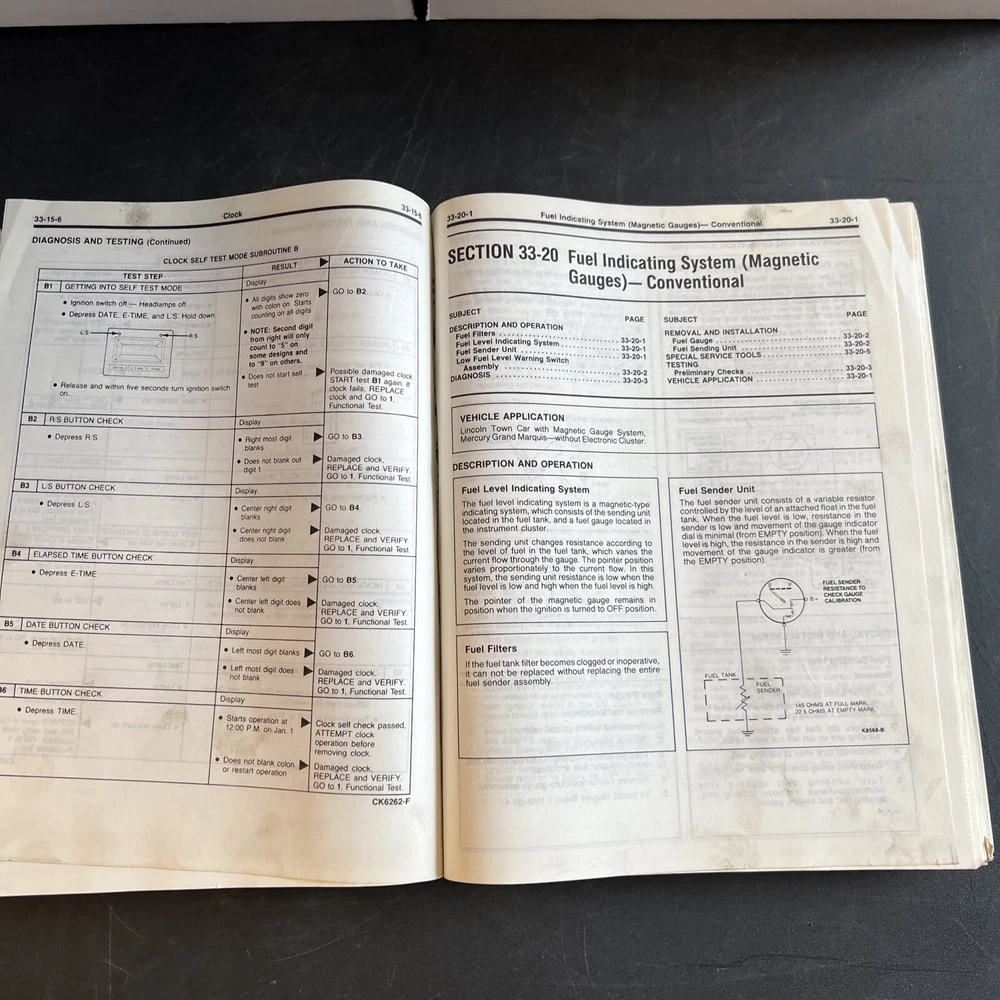 33-15-6 Clock 33-15-6
DIAGNOSIS AND TESTING (Continued)
CLOCK SELF TEST MODE SUBROUTINE B
TEST STEP RESULT ACTION TO TAKE
B1 GETTING INTO SELF TEST MODE Display
• Ignition switch off — Headlamps off.
• Depress DATE, E-TIME, and L/S. Hold down.
L/S R/S
• Release and within five seconds turn ignition switch
on.
• All digits show zero
with colon on. Starts
counting on all digits
GO to B2.
• NOTE: Second digit
from right will only
count to "5" on
some designs and
to "9" on others.
• Does not start self
test
Possible damaged clock.
START test B1 again. If
clock fails, REPLACE
clock and GO to 1,
Functional Test.
B2 R/S BUTTON CHECK Display
• Depress R/S.
• Right most digit
blanks
GO to B3.
• Does not blank out
digit 1
Damaged clock.
REPLACE and VERIFY.
GO to 1, Functional Test.
B3 L/S BUTTON CHECK Display
• Depress L/S
• Center right digit
blanks
GO to B4.
• Center right digit
does not blank
Damaged clock.
REPLACE and VERIFY.
GO to 1, Functional Test.
B4 ELAPSED TIME BUTTON CHECK Display
• Depress E-TIME
• Center left digit
blanks
GO to B5.
• Center left digit does
not blank
Damaged clock.
REPLACE and VERIFY.
GO to 1, Functional Test.
B5 DATE BUTTON CHECK Display
• Depress DATE.
• Left most digit blanks
GO to B6.
• Left most digit does
not blank
Damaged clock.
REPLACE and VERIFY.
GO to 1, Functional Test.
B6 TIME BUTTON CHECK Display
• Depress TIME.
• Starts operation at
12:00 P.M. on Jan. 1
Clock self check passed.
ATTEMPT clock
operation before
removing clock.
• Does not blank colon
or restart operation
Damaged clock.
REPLACE and VERIFY.
GO to 1, Functional Test.
CK6262-F
33-20-1 Fuel Indicating System (Magnetic Gauges)— Conventional 33-20-1
SECTION 33-20 Fuel Indicating System (Magnetic
Gauges)— Conventional
SUBJECT PAGE
DESCRIPTION AND OPERATION
Fuel Filters 33-20-1
Fuel Level Indicating System 33-20-1
Fuel Sender Unit 33-20-1
Low Fuel Level Warning Switch
Assembly 33-20-2
DIAGNOSIS 33-20-3
SUBJECT PAGE
REMOVAL AND INSTALLATION
Fuel Gauge 33-20-2
Fuel Sending Unit 33-20-2
SPECIAL SERVICE TOOLS 33-20-5
TESTING
Preliminary Checks 33-20-3
VEHICLE APPLICATION 33-20-1
VEHICLE APPLICATION
Lincoln Town Car with Magnetic Gauge System,
Mercury Grand Marquis—without Electronic Cluster.
DESCRIPTION AND OPERATION
Fuel Level Indicating System
The fuel level indicating system is a magnetic-type
indicating system, which consists of the sending unit
located in the fuel tank, and a fuel gauge located in
the instrument cluster.
The sending unit changes resistance according to
the level of fuel in the fuel tank, which varies the
current flow through the gauge. The pointer position
varies proportionately to the current flow. In this
system, the sending unit resistance is low when the
fuel level is low and high when the fuel level is high.
The pointer of the magnetic gauge remains in
position when the ignition is turned to OFF position.
Fuel Filters
If the fuel tank filter becomes clogged or inoperative,
it can not be replaced without replacing the entire
fuel sender assembly.
Fuel Sender Unit
The fuel sender unit consists of a variable resistor
controlled by the level of an attached float in the fuel
tank. When the fuel level is low, resistance in the
sender is low and movement of the gauge indicator
dial is minimal (from EMPTY position). When the fuel
level is high, the resistance in the sender is high and
movement of the gauge indicator is greater (from
the EMPTY position).
FUEL SENDER
RESISTANCE TO
CHECK GAUGE
CALIBRATION
B+
FUEL TANK
FUEL
SENDER
145 OHMS AT FULL MARK,
22.5 OHMS AT EMPTY MARK
K8568-B